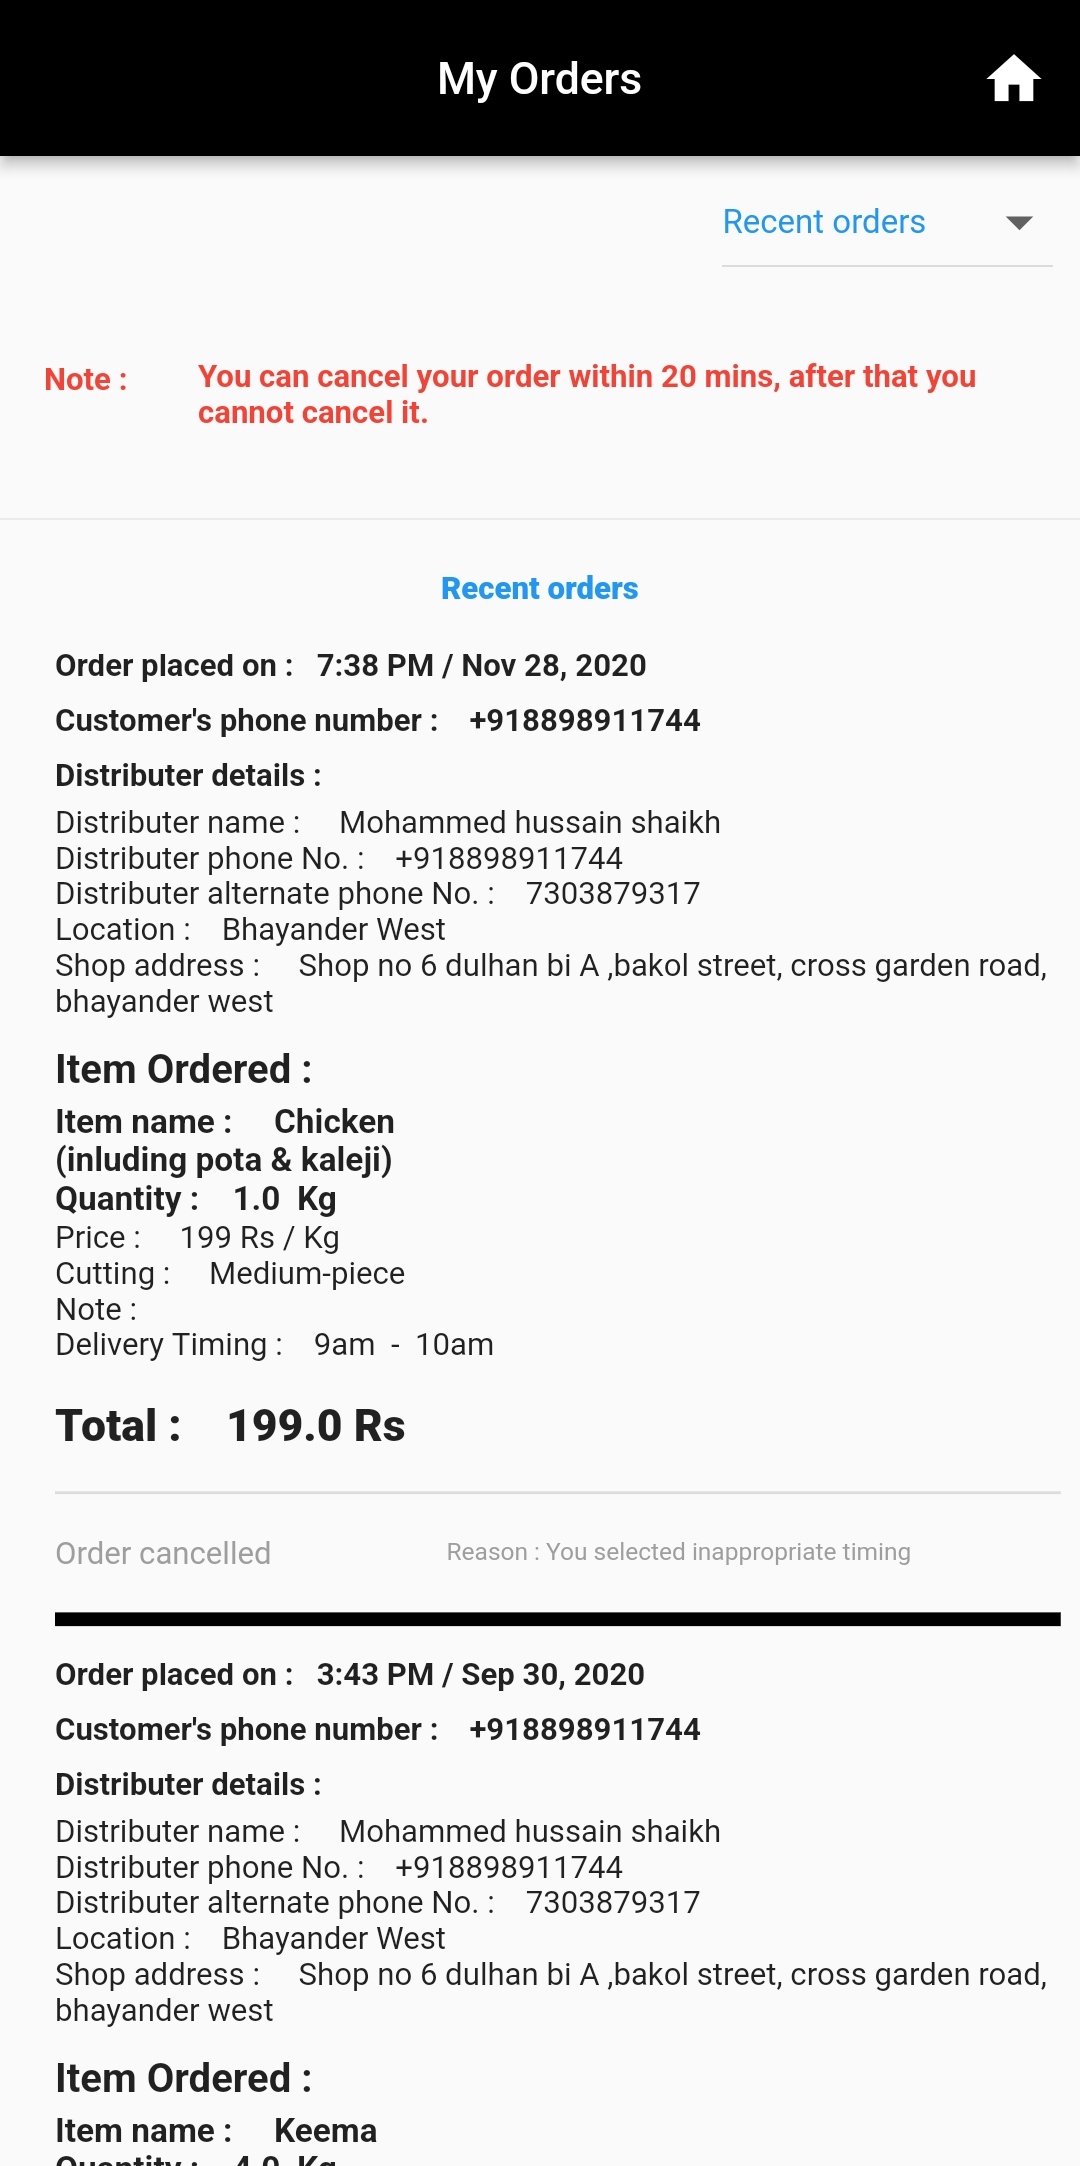 My Orders
Recent orders
Note : You can cancel your order within 20 mins, after that you
cannot cancel it.
Recent orders
Order placed on : 7:38 PM / Nov 28, 2020
Customer's phone number : +918898911744
Distributer details :
Distributer name : Mohammed hussain shaikh
Distributer phone No. : +918898911744
Distributer alternate phone No. : 7303879317
Location : Bhayander West
Shop address : Shop no 6 dulhan bi A ,bakol street, cross garden road,
bhayander west
Item Ordered :
Item name : Chicken
(inluding pota & kaleji)
Quantity : 1.0 Kg
Price : 199 Rs / Kg
Cutting : Medium-piece
Note :
Delivery Timing : 9am - 10am
Total : 199.0 Rs
Order cancelled Reason : You selected inappropriate timing
Order placed on : 3:43 PM / Sep 30, 2020
Customer's phone number : +918898911744
Distributer details :
Distributer name : Mohammed hussain shaikh
Distributer phone No. : +918898911744
Distributer alternate phone No. : 7303879317
Location : Bhayander West
Shop address : Shop no 6 dulhan bi A ,bakol street, cross garden road,
bhayander west
Item Ordered :
Item name : Keema
Quantity : 4.0 Kg